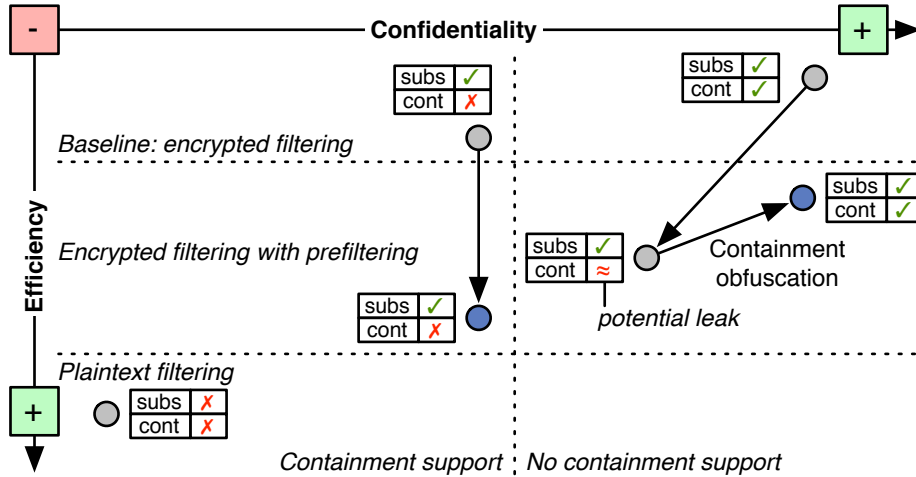 -
Confidentiality
+
subs ✓
cont ✗
subs ✓
cont ✓
Baseline: encrypted filtering
Efficiency
Encrypted filtering with prefiltering
subs ✓
cont ✓
subs ✓
cont ≈
Containment
obfuscation
potential leak
subs ✓
cont ✗
Plaintext filtering
+
subs ✗
cont ✗
Containment support
No containment support